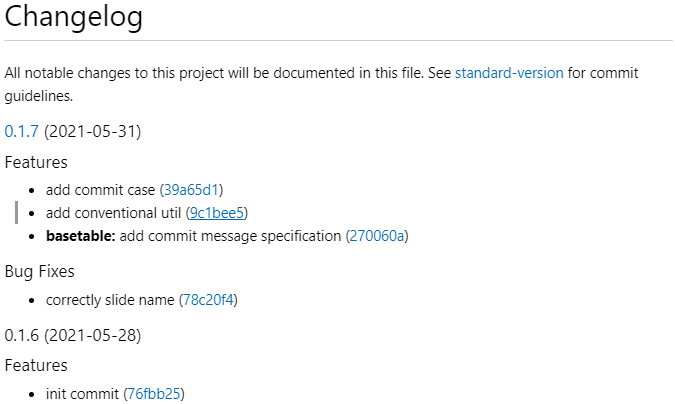 Changelog
All notable changes to this project will be documented in this file. See standard-version for commit
guidelines.
0.1.7 (2021-05-31)
Features
• add commit case (39a65d1)
• add conventional util (9c1bee5)
• basetable: add commit message specification (270060a)
Bug Fixes
• correctly slide name (78c20f4)
0.1.6 (2021-05-28)
Features
• init commit (76fbb25)